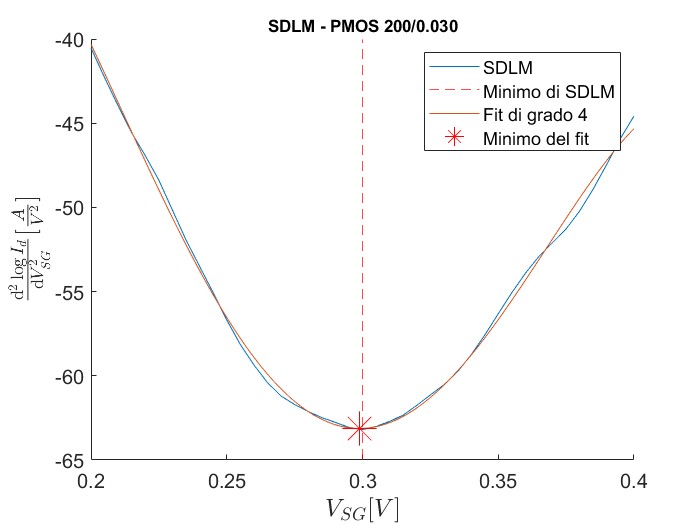 SDLM - PMOS 200/0.030
-40
-45
-50
-55
-60
-65
d² log I_d / dV²_SG [A/V²]
SDLM
Minimo di SDLM
Fit di grado 4
Minimo del fit
0.2
0.25
0.3
0.35
0.4
V_SG[V]